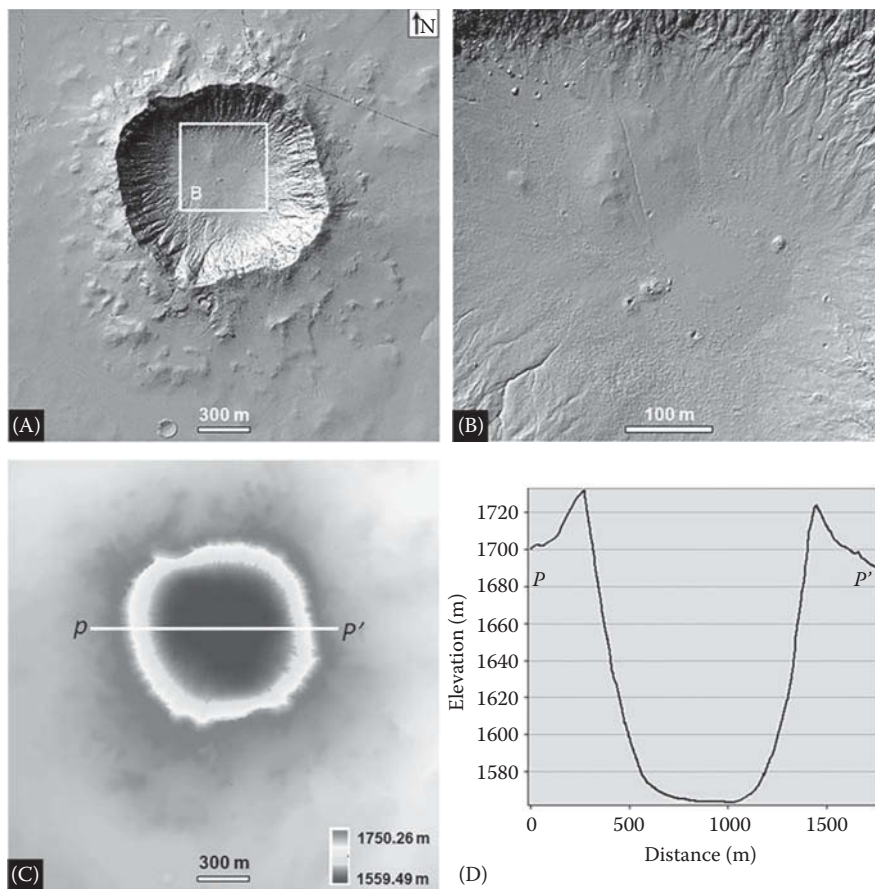 N
B
300 m
(A)
100 m
(B)
P
P'
1750.26 m
1559.49 m
300 m
(C)
1720
1700
1680
1660
1640
1620
1600
1580
P
P'
Elevation (m)
0
500
1000
1500
Distance (m)
(D)